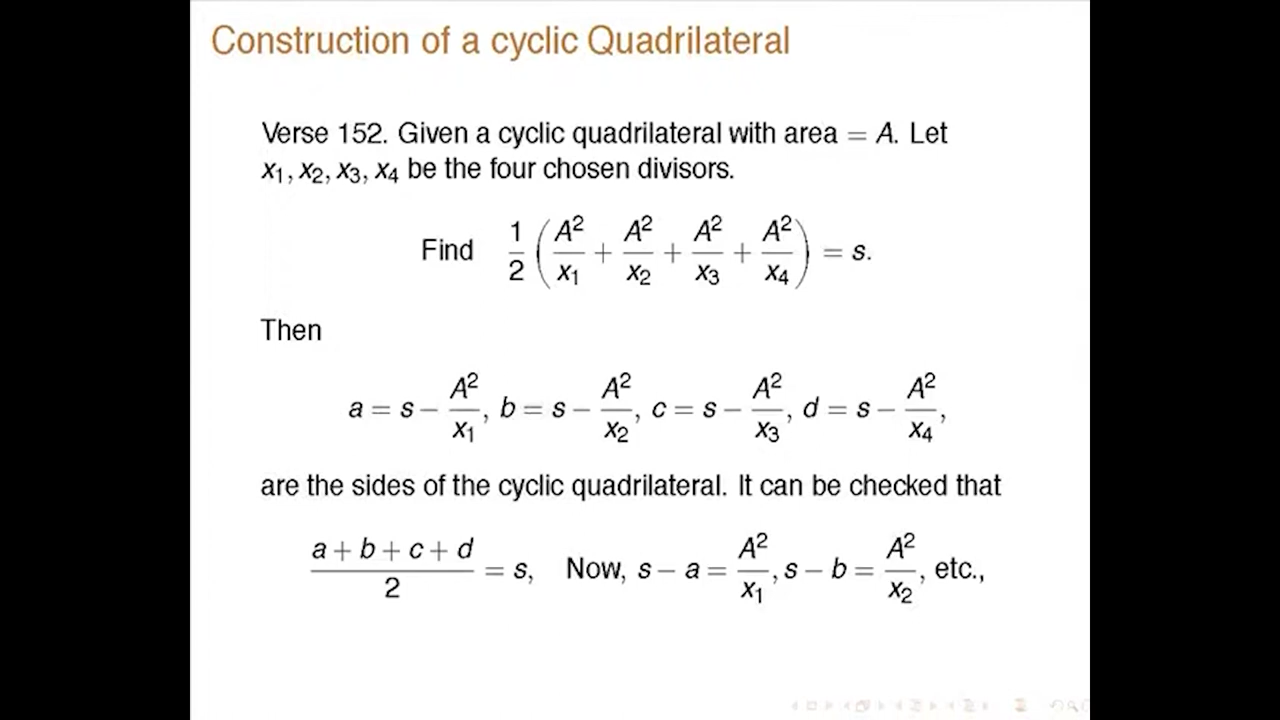 Construction of a cyclic Quadrilateral
Verse 152. Given a cyclic quadrilateral with area = A. Let
x₁, x₂, x₃, x₄ be the four chosen divisors.
Find 1/2 (A²/x₁ + A²/x₂ + A²/x₃ + A²/x₄) = s.
Then
a = s − A²/x₁, b = s − A²/x₂, c = s − A²/x₃, d = s − A²/x₄,
are the sides of the cyclic quadrilateral. It can be checked that
(a + b + c + d)/2 = s, Now, s − a = A²/x₁, s − b = A²/x₂, etc.,